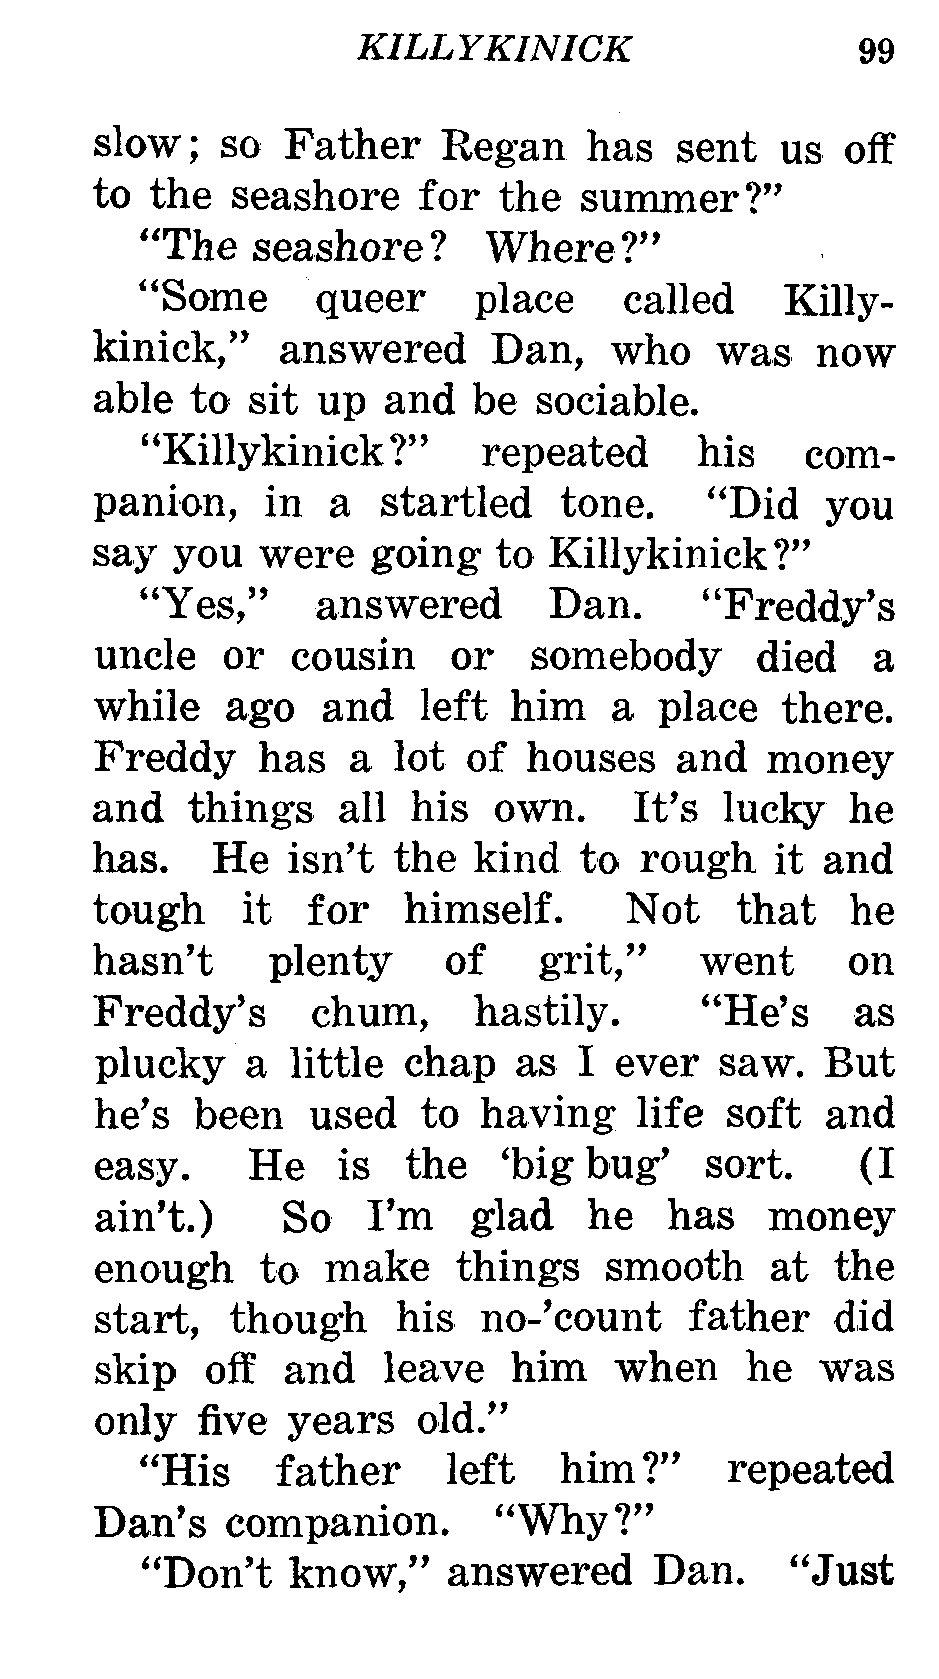 KILLYKINICK 99
slow; so Father Regan has sent us off
to the seashore for the summer?"
"The seashore? Where?"
"Some queer place called Killy-
kinick," answered Dan, who was now
able to sit up and be sociable.
"Killykinick?" repeated his com-
panion, in a startled tone. "Did you
say you were going to Killykinick?"
"Yes," answered Dan. "Freddy's
uncle or cousin or somebody died a
while ago and left him a place there.
Freddy has a lot of houses and money
and things all his own. It's lucky he
has. He isn't the kind to rough it and
tough it for himself. Not that he
hasn't plenty of grit," went on
Freddy's chum, hastily. "He's as
plucky a little chap as I ever saw. But
he's been used to having life soft and
easy. He is the 'big bug' sort. (I
ain't.) So I'm glad he has money
enough to make things smooth at the
start, though his no-'count father did
skip off and leave him when he was
only five years old."
"His father left him?" repeated
Dan's companion. "Why?"
"Don't know," answered Dan. "Just